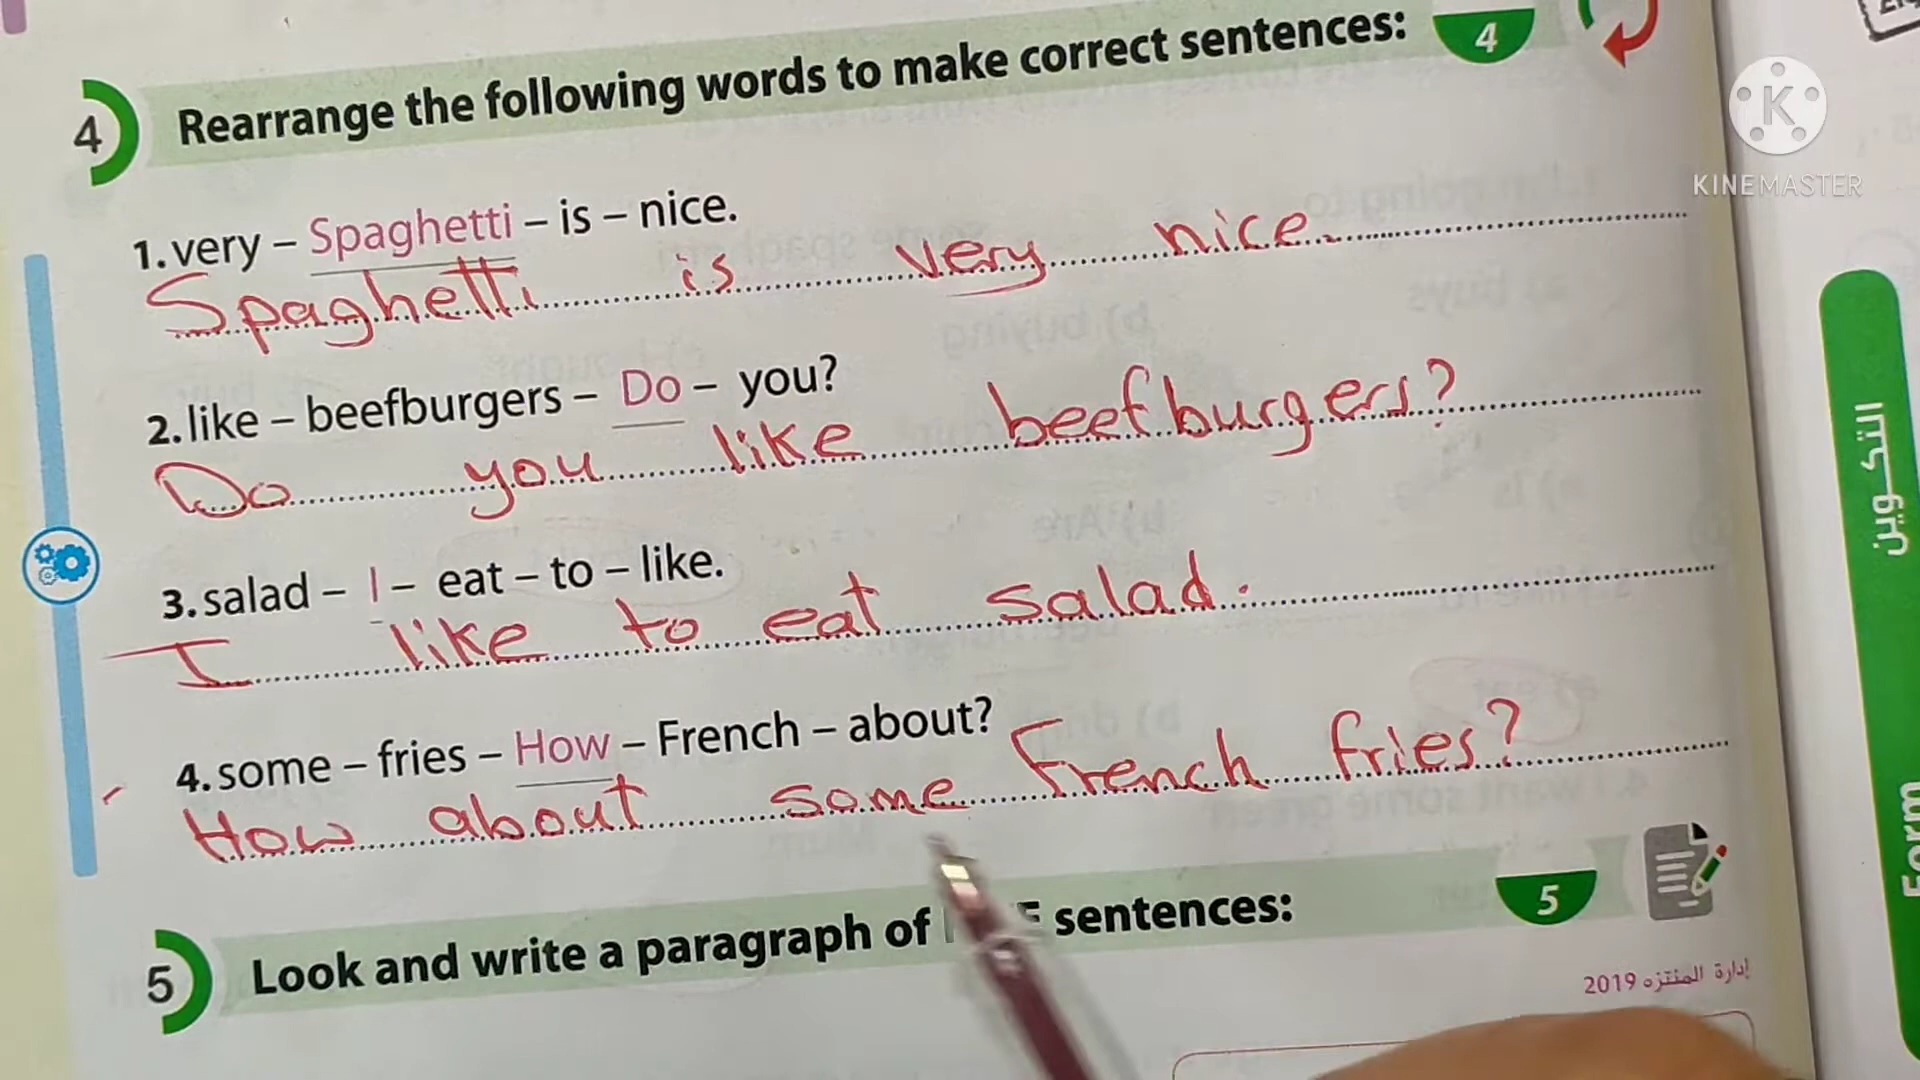 4 Rearrange the following words to make correct sentences: 4
KINEMASTER
1. very – Spaghetti – is – nice.
Spaghetti is very nice.
2. like – beefburgers – Do – you?
Do you like beefburgers?
3. salad – I – eat – to – like.
I like to eat salad.
4. some – fries – How – French – about?
How about some French fries?
5 Look and write a paragraph of sentences: 5
إدارة المنتزه 2019
التكوين
Form